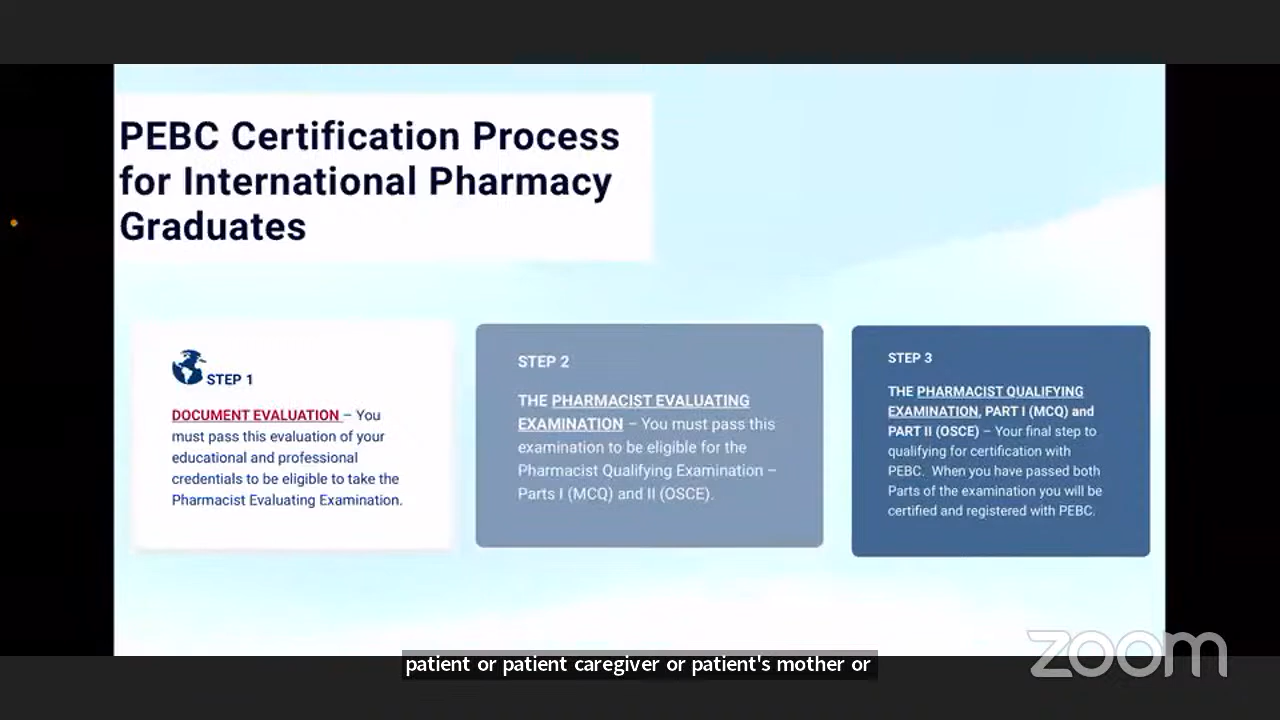 PEBC Certification Process
for International Pharmacy
Graduates
STEP 1
DOCUMENT EVALUATION – You
must pass this evaluation of your
educational and professional
credentials to be eligible to take the
Pharmacist Evaluating Examination.
STEP 2
THE PHARMACIST EVALUATING
EXAMINATION – You must pass this
examination to be eligible for the
Pharmacist Qualifying Examination –
Parts I (MCQ) and II (OSCE).
STEP 3
THE PHARMACIST QUALIFYING
EXAMINATION, PART I (MCQ) and
PART II (OSCE) – Your final step to
qualifying for certification with
PEBC. When you have passed both
Parts of the examination you will be
certified and registered with PEBC.
patient or patient caregiver or patient's mother or
zoom